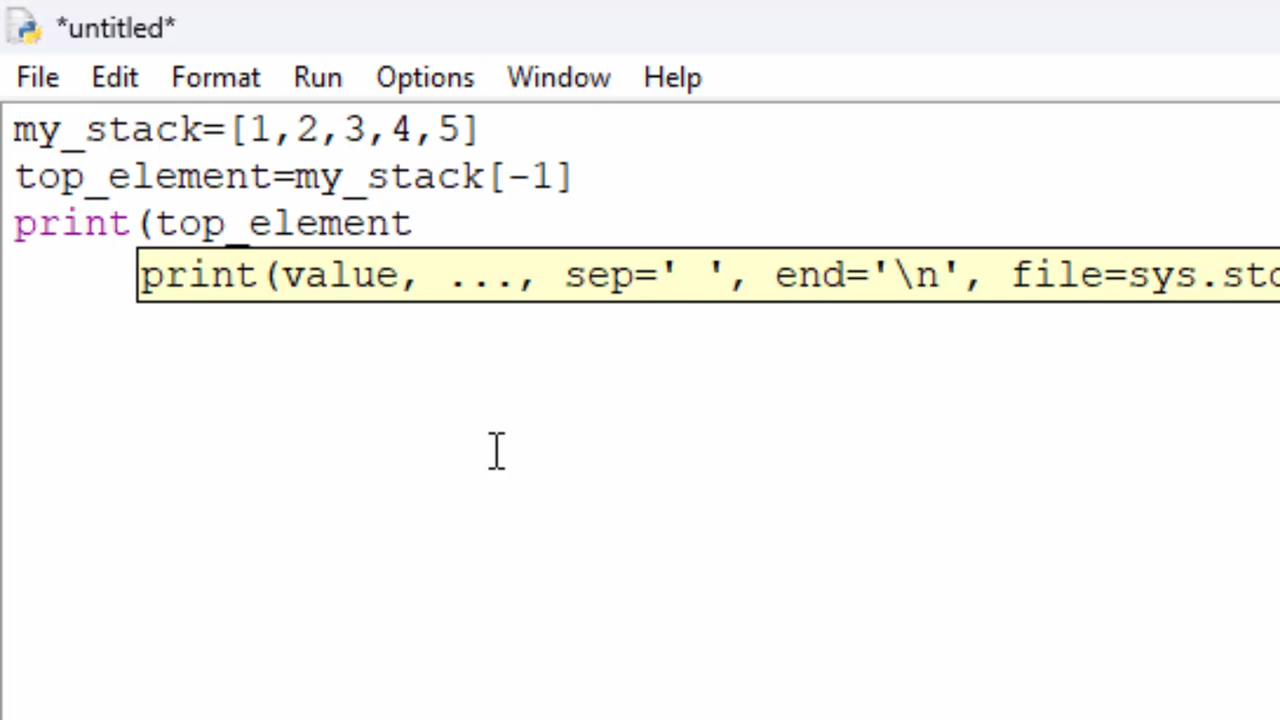 *untitled*
File Edit Format Run Options Window Help
my_stack=[1,2,3,4,5]
top_element=my_stack[-1]
print(top_element
print(value, ..., sep=' ', end='\n', file=sys.stc